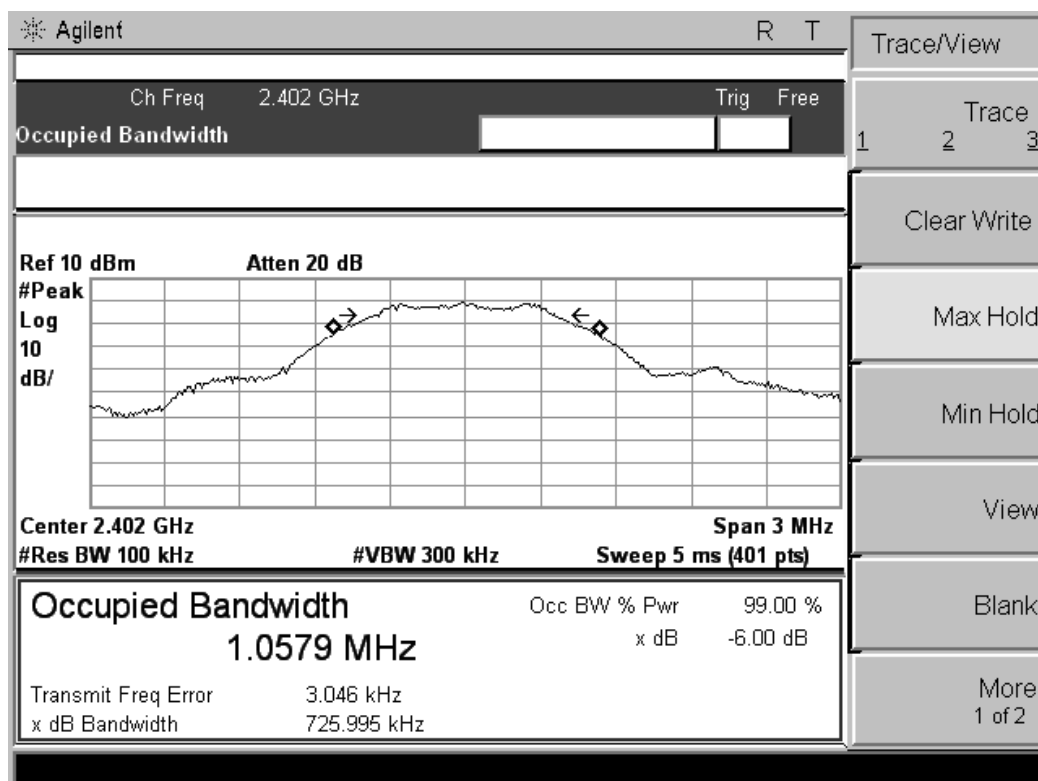 Agilent R T
Trace/View
Ch Freq 2.402 GHz Trig Free
Occupied Bandwidth
Trace
1 2 3
Clear Write
Ref 10 dBm Atten 20 dB
#Peak
Log
10
dB/
Max Hold
Min Hold
Center 2.402 GHz Span 3 MHz
#Res BW 100 kHz #VBW 300 kHz Sweep 5 ms (401 pts)
View
Occupied Bandwidth
1.0579 MHz
Occ BW % Pwr 99.00 %
x dB -6.00 dB
Transmit Freq Error 3.046 kHz
x dB Bandwidth 725.995 kHz
Blank
More
1 of 2